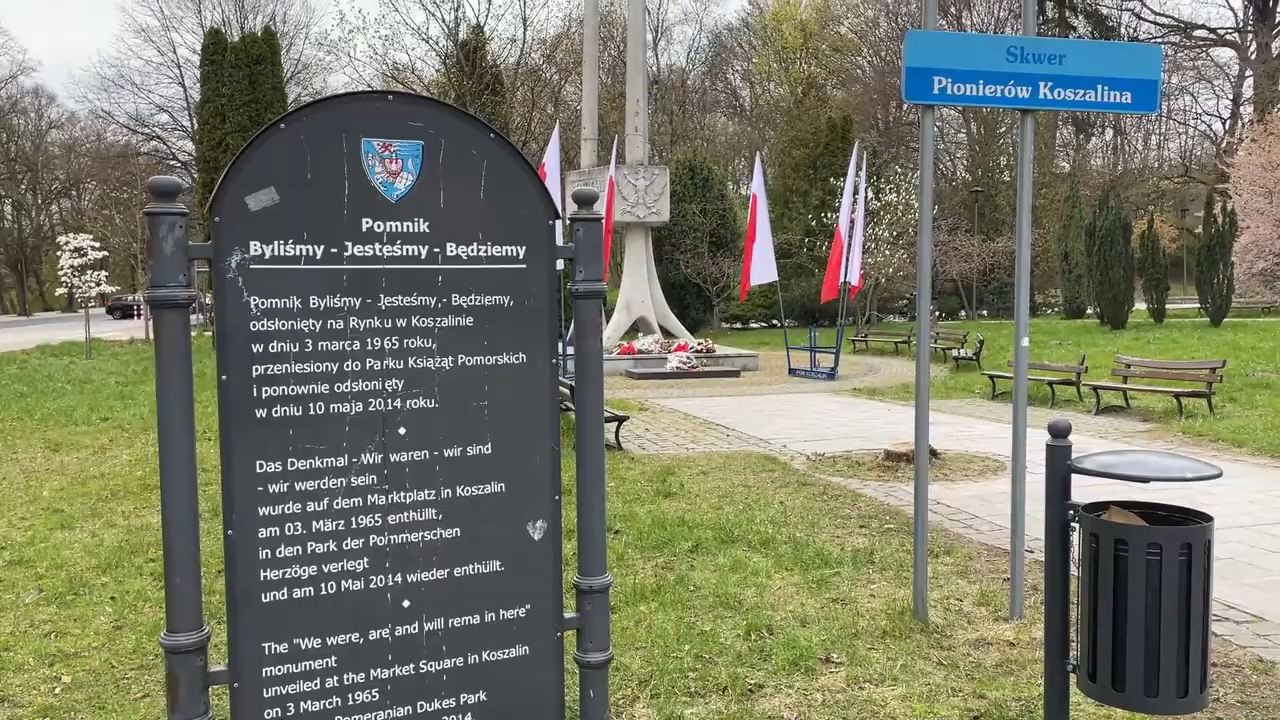 Skwer
Pionierów Koszalina
Pomnik
Byliśmy - Jesteśmy - Będziemy
Pomnik Byliśmy - Jesteśmy,- Będziemy,
odsłonięty na Rynku w Koszalinie
w dniu 3 marca 1965 roku,
przeniesiony do Parku Książąt Pomorskich
i ponownie odsłonięty
w dniu 10 maja 2014 roku.
Das Denkmal - Wir waren - wir sind
- wir werden sein
wurde auf dem Marktplatz in Koszalin
am 03. März 1965 enthüllt,
in den Park der Pommerschen
Herzöge verlegt
und am 10 Mai 2014 wieder enthüllt.
The "We were, are and will rema in here"
monument
unveiled at the Market Square in Koszalin
on 3 March 1965
Pomeranian Dukes Park
2014